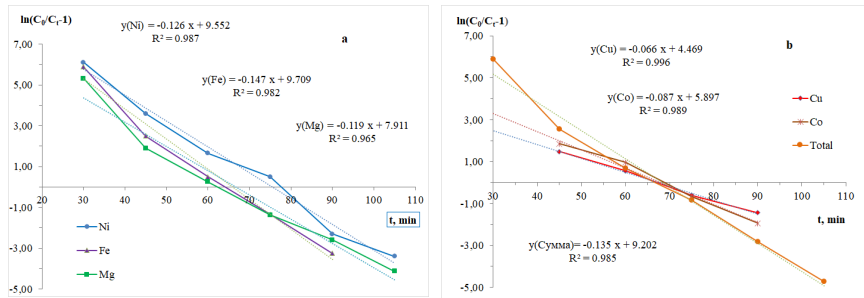 ln(C₀/Cₜ-1)
y(Ni) = -0.126 x + 9.552
R² = 0.987
a
7,00
y(Fe) = -0.147 x + 9.709
R² = 0.982
5,00
y(Mg) = -0.119 x + 7.911
R² = 0.965
3,00
1,00
20 30 40 50 60 70 80 90 100 110
-1,00
t, min
Ni
-3,00
Fe
Mg
-5,00
ln(C₀/Cₜ-1)
b
y(Cu) = -0.066 x + 4.469
R² = 0.996
7,00
5,00
y(Co) = -0.087 x + 5.897
R² = 0.989
Cu
Co
Total
3,00
1,00
30 40 50 60 70 80 90 100 110
-1,00
t, min
y(Сумма)= -0.135 x + 9.202
R² = 0.985
-3,00
-5,00